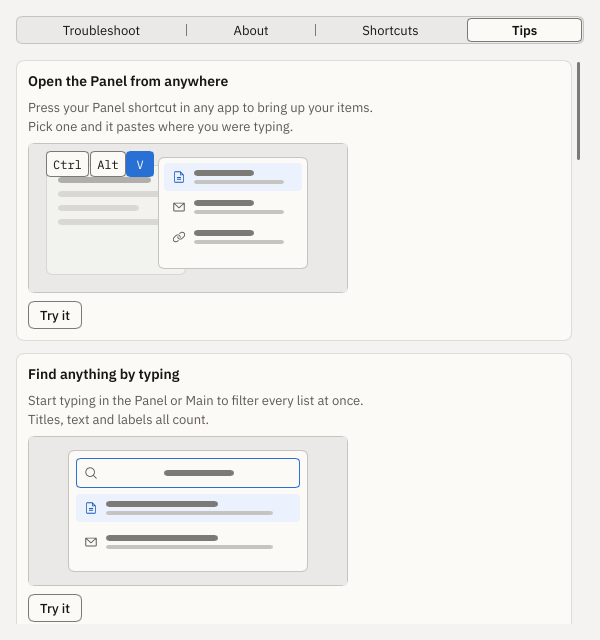 Troubleshoot
About
Shortcuts
Tips
Open the Panel from anywhere
Press your Panel shortcut in any app to bring up your items.
Pick one and it pastes where you were typing.
Ctrl Alt V
Try it
Find anything by typing
Start typing in the Panel or Main to filter every list at once.
Titles, text and labels all count.
Try it